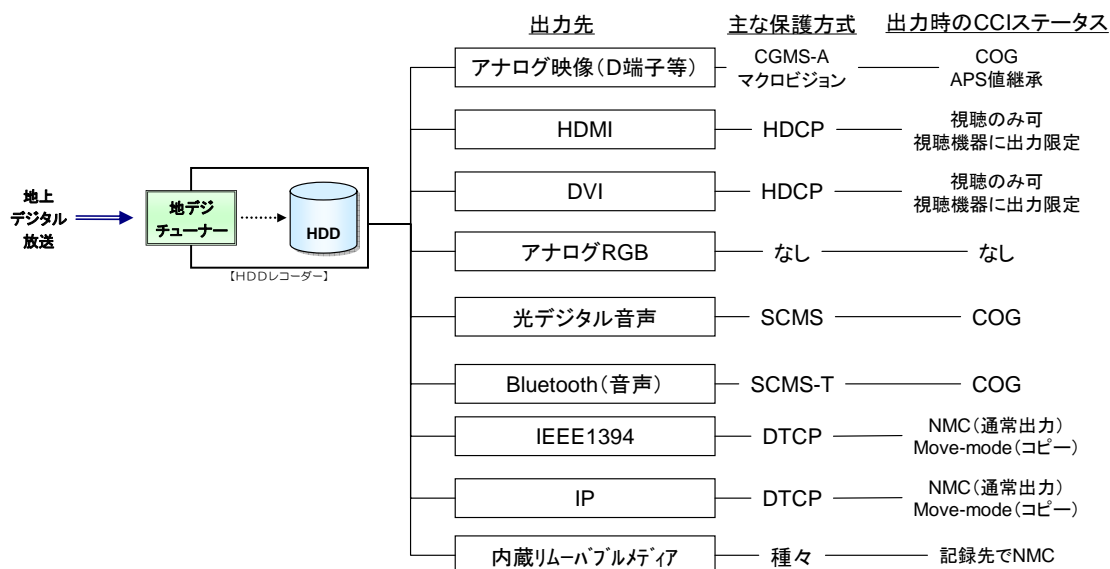 出力先
主な保護方式
出力時のCCIステータス
アナログ映像(D端子等)
CGMS-A
マクロビジョン
COG
APS値継承
HDMI
HDCP
視聴のみ可
視聴機器に出力限定
DVI
HDCP
視聴のみ可
視聴機器に出力限定
地上
デジタル
放送
地デジ
チューナー
HDD
【HDDレコーダー】
アナログRGB
なし
なし
光デジタル音声
SCMS
COG
Bluetooth(音声)
SCMS-T
COG
IEEE1394
DTCP
NMC(通常出力)
Move-mode(コピー)
IP
DTCP
NMC(通常出力)
Move-mode(コピー)
内蔵リムーバブルメディア
種々
記録先でNMC